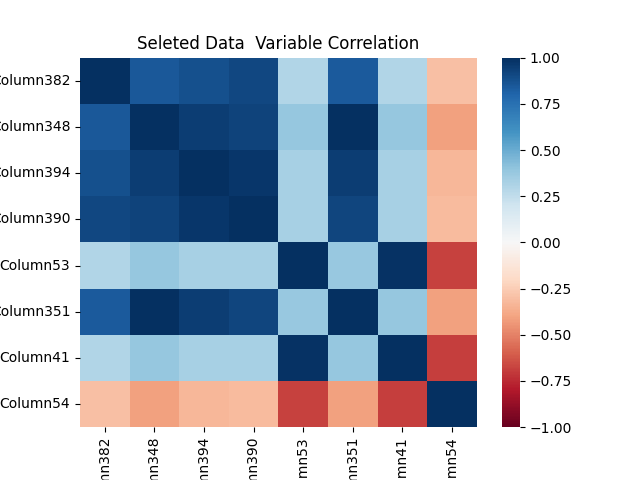 Seleted Data  Variable Correlation
olumn382
olumn348
olumn394
olumn390
Column53
olumn351
Column41
Column54
mn382
mn348
mn394
mn390
mn53
mn351
mn41
mn54
1.00
0.75
0.50
0.25
0.00
−0.25
−0.50
−0.75
−1.00